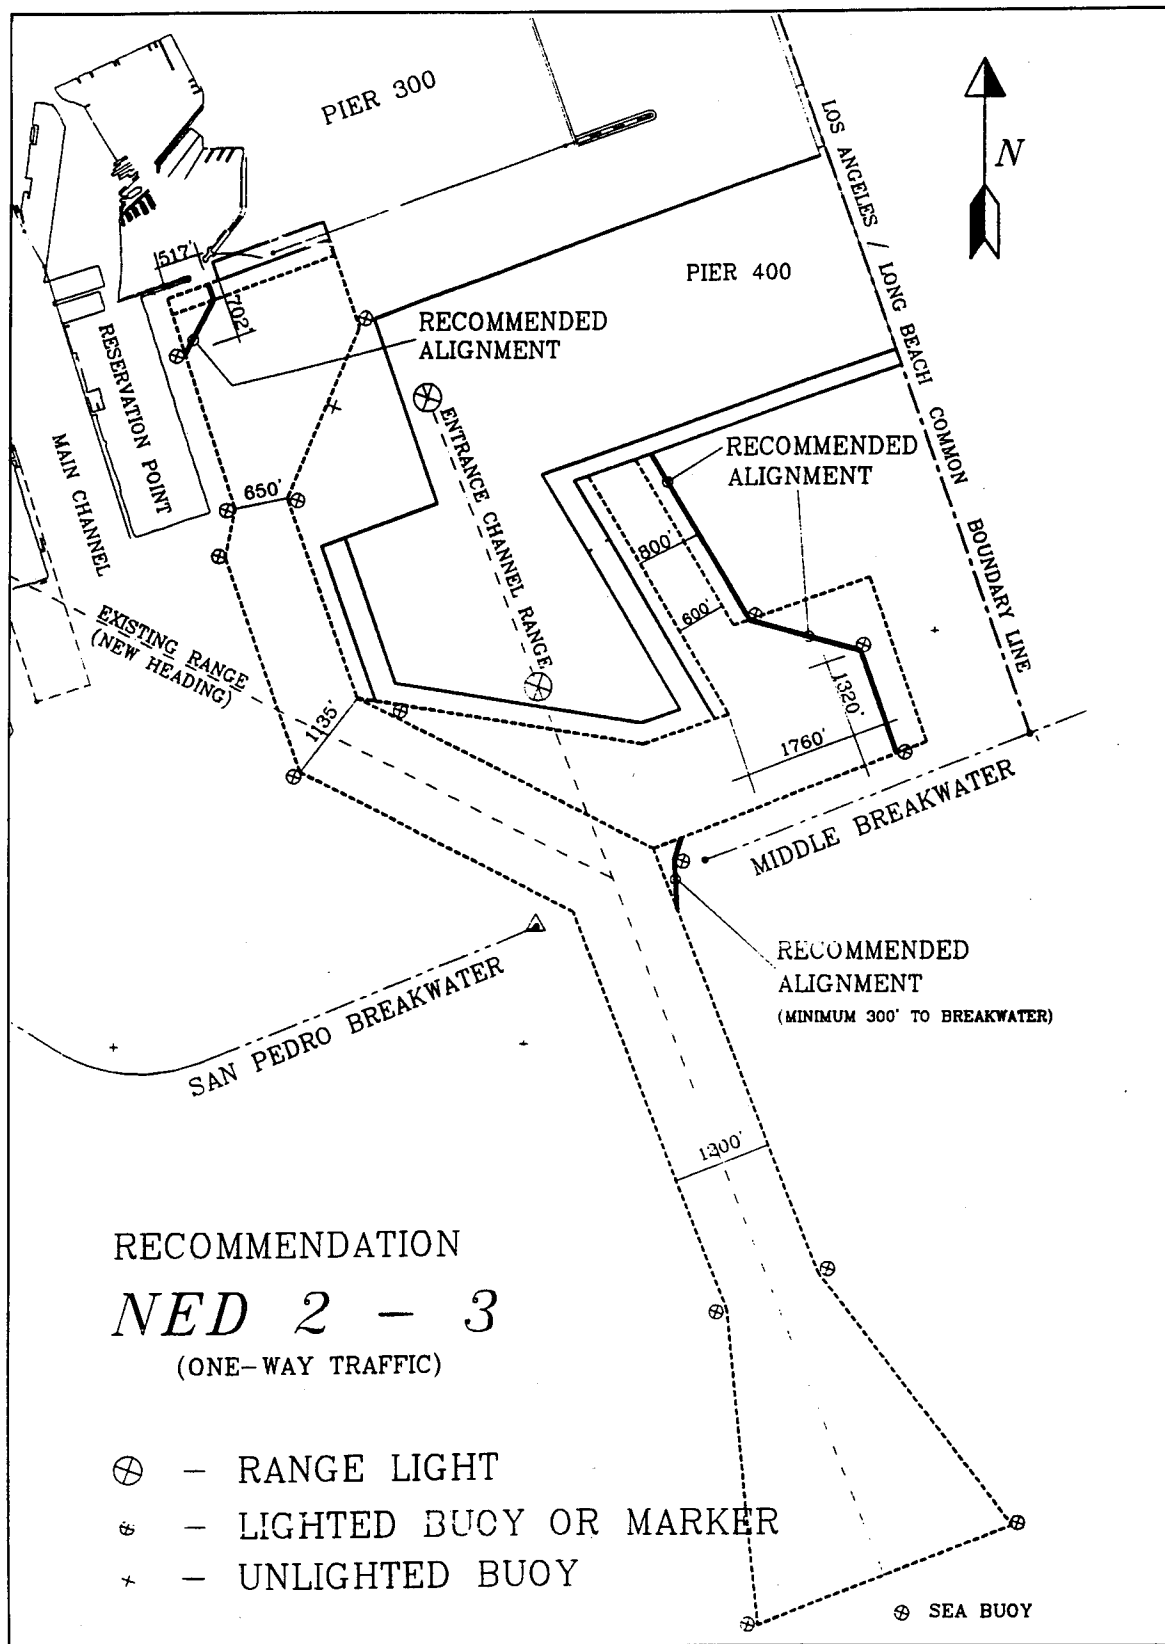 PIER 300
LOS ANGELES / LONG BEACH COMMON BOUNDARY LINE
N
517'
702'
PIER 400
RECOMMENDED
ALIGNMENT
RESERVATION POINT
MAIN CHANNEL
ENTRANCE CHANNEL RANGE
RECOMMENDED
ALIGNMENT
650'
800'
600'
EXISTING RANGE
(NEW HEADING)
1135'
1320'
1760'
MIDDLE BREAKWATER
RECOMMENDED
ALIGNMENT
(MINIMUM 300' TO BREAKWATER)
SAN PEDRO BREAKWATER
1200'
RECOMMENDATION
NED 2 - 3
(ONE-WAY TRAFFIC)
- RANGE LIGHT
- LIGHTED BUOY OR MARKER
- UNLIGHTED BUOY
SEA BUOY